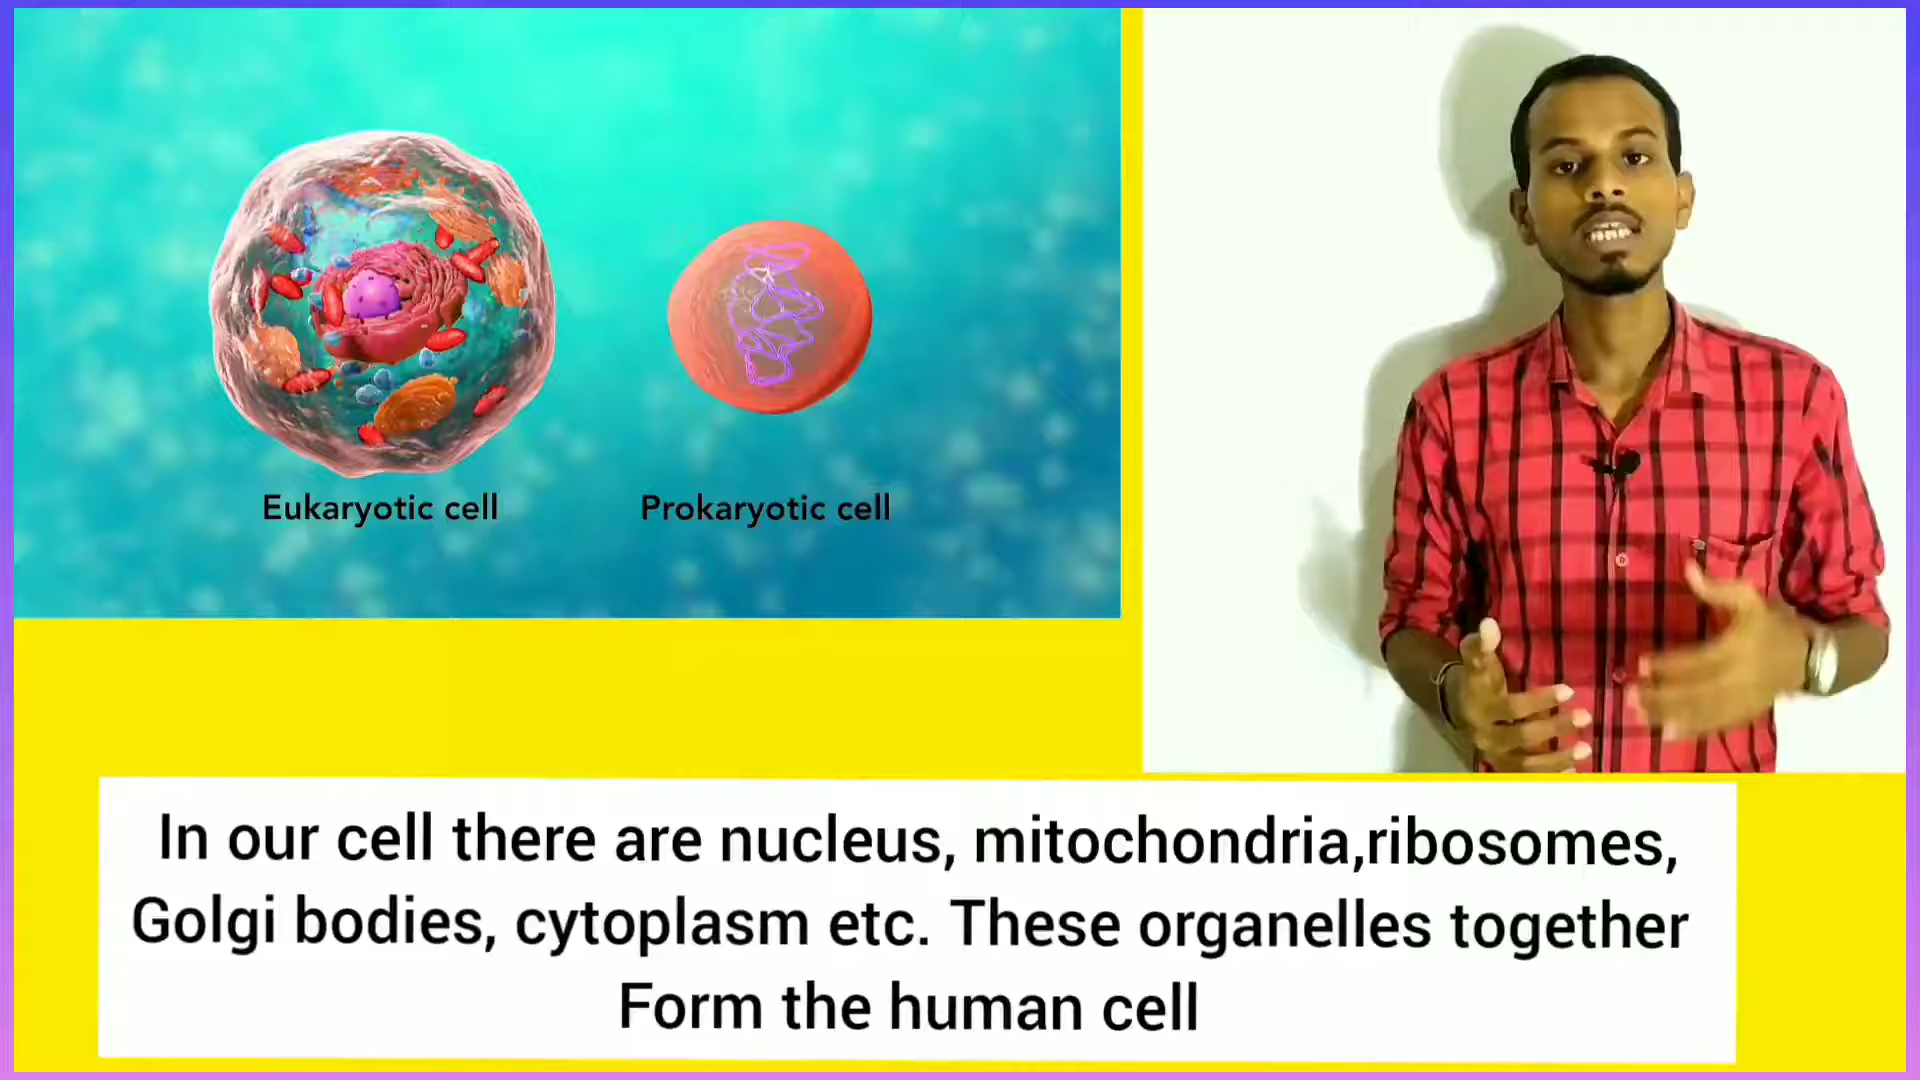 Eukaryotic cell
Prokaryotic cell
In our cell there are nucleus, mitochondria,ribosomes,
Golgi bodies, cytoplasm etc. These organelles together
Form the human cell